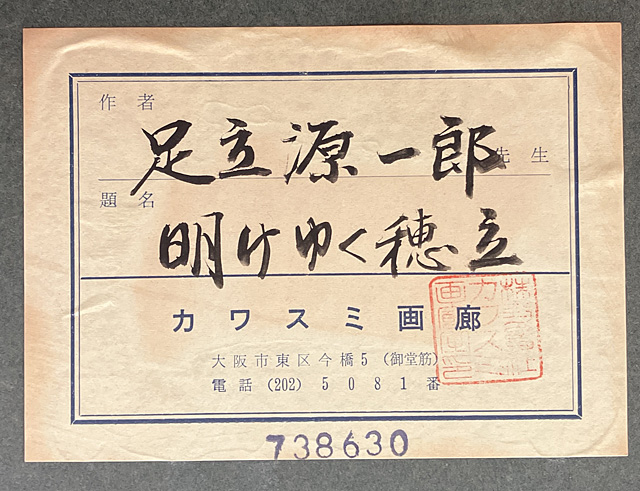 作者
足立源一郎 先生
題名
明けゆく穂立
カワスミ画廊
大阪市東区今橋5（御堂筋）
電話（202）5081番
738630